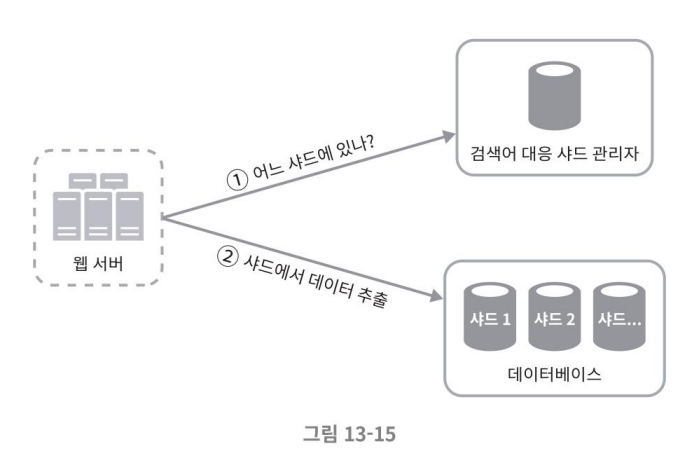 ① 어느 샤드에 있나?
검색어 대응 샤드 관리자
웹 서버
② 샤드에서 데이터 추출
샤드 1
샤드 2
샤드...
데이터베이스
그림 13-15